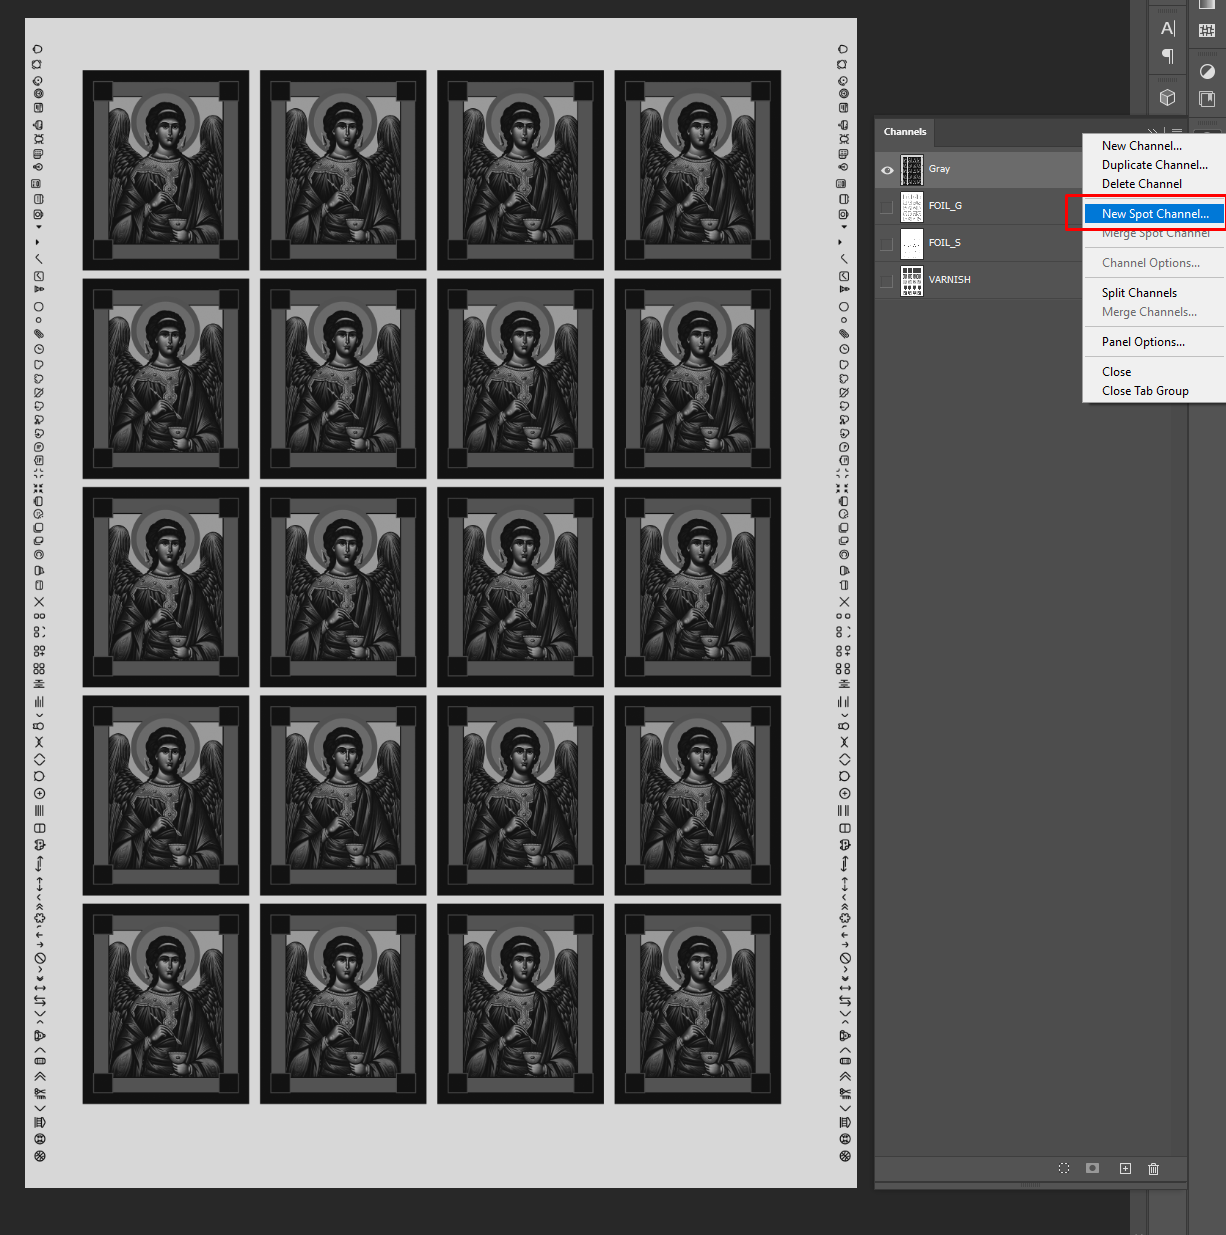 Channels
Gray
FOIL_G
FOIL_S
VARNISH
New Channel...
Duplicate Channel...
Delete Channel
New Spot Channel...
Merge Spot Channel
Channel Options...
Split Channels
Merge Channels...
Panel Options...
Close
Close Tab Group